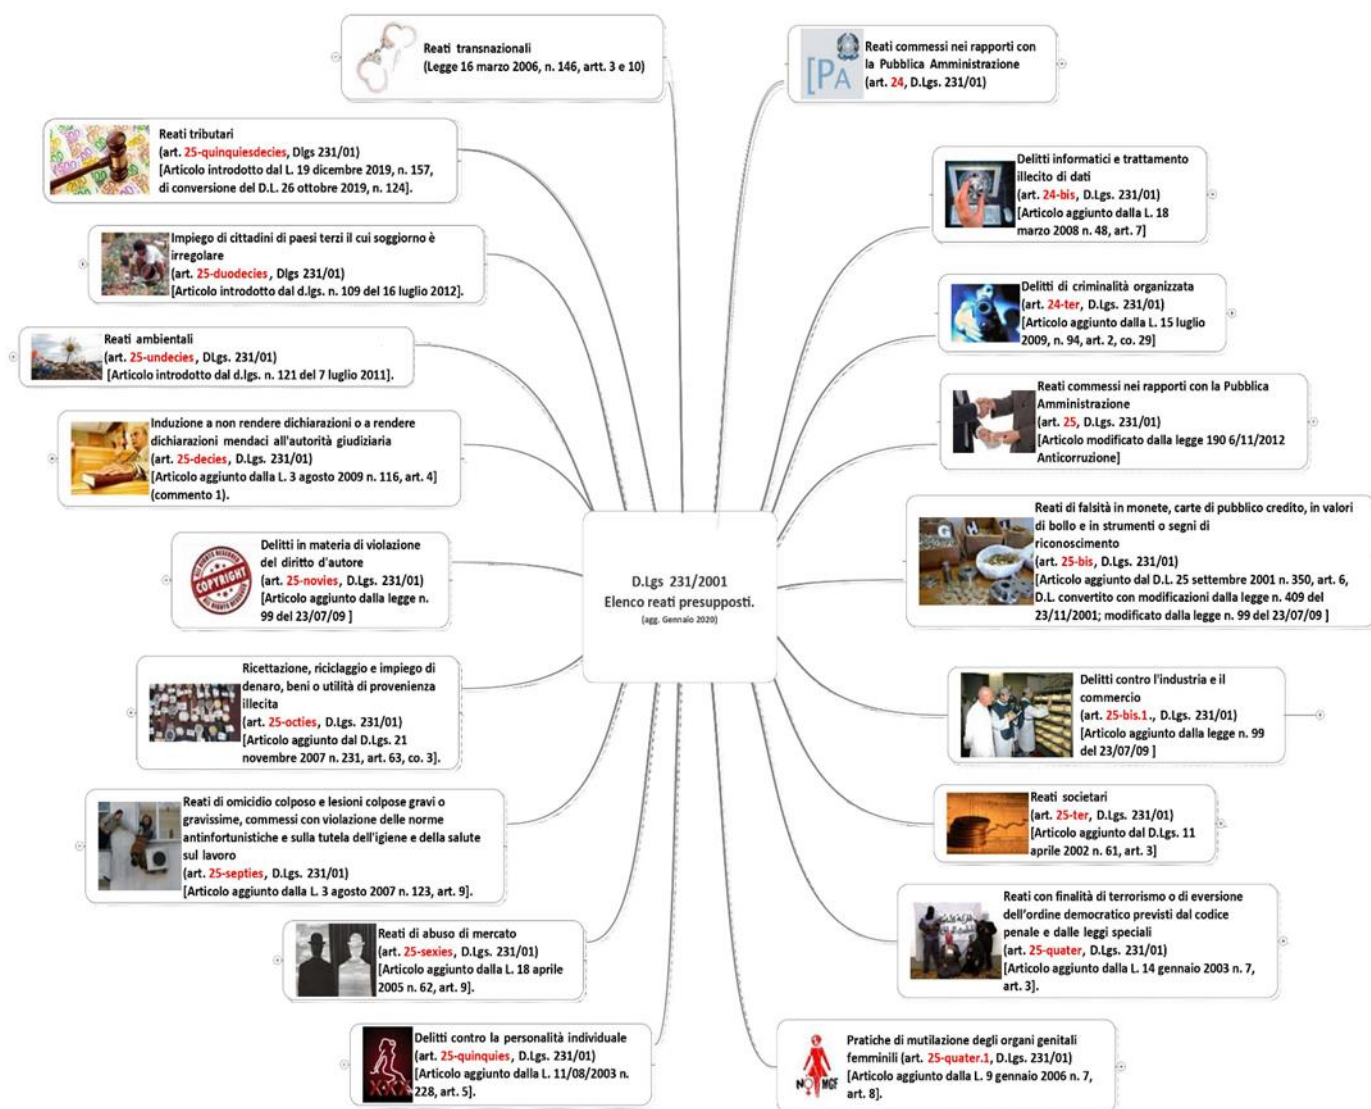 D.Lgs 231/2001
Elenco reati presupposti.
(agg. Gennaio 2020)
[PA
Reati commessi nei rapporti con
la Pubblica Amministrazione
(art. 24, D.Lgs. 231/01)
Delitti informatici e trattamento
illecito di dati
(art. 24-bis, D.Lgs. 231/01)
[Articolo aggiunto dalla L. 18
marzo 2008 n. 48, art. 7]
Delitti di criminalità organizzata
(art. 24-ter, D.Lgs. 231/01)
[Articolo aggiunto dalla L. 15 luglio
2009, n. 94, art. 2, co. 29]
Reati commessi nei rapporti con la Pubblica
Amministrazione
(art. 25, D.Lgs. 231/01)
[Articolo modificato dalla legge 190 6/11/2012
Anticorruzione]
G H I
Reati di falsità in monete, carte di pubblico credito, in valori
di bollo e in strumenti o segni di
riconoscimento
(art. 25-bis, D.Lgs. 231/01)
[Articolo aggiunto dal D.L. 25 settembre 2001 n. 350, art. 6,
D.L. convertito con modificazioni dalla legge n. 409 del
23/11/2001; modificato dalla legge n. 99 del 23/07/09 ]
Delitti contro l'industria e il
commercio
(art. 25-bis.1., D.Lgs. 231/01)
[Articolo aggiunto dalla legge n. 99
del 23/07/09 ]
Reati societari
(art. 25-ter, D.Lgs. 231/01)
[Articolo aggiunto dal D.Lgs. 11
aprile 2002 n. 61, art. 3]
Reati con finalità di terrorismo o di eversione
dell'ordine democratico previsti dal codice
penale e dalle leggi speciali
(art. 25-quater, D.Lgs. 231/01)
[Articolo aggiunto dalla L. 14 gennaio 2003 n. 7,
art. 3].
NO MGF
Pratiche di mutilazione degli organi genitali
femminili (art. 25-quater.1, D.Lgs. 231/01)
[Articolo aggiunto dalla L. 9 gennaio 2006 n. 7,
art. 8].
Reati transnazionali
(Legge 16 marzo 2006, n. 146, artt. 3 e 10)
Reati tributari
(art. 25-quinquiesdecies, Dlgs 231/01)
[Articolo introdotto dal L. 19 dicembre 2019, n. 157,
di conversione del D.L. 26 ottobre 2019, n. 124].
Impiego di cittadini di paesi terzi il cui soggiorno è
irregolare
(art. 25-duodecies, Dlgs 231/01)
[Articolo introdotto dal d.lgs. n. 109 del 16 luglio 2012].
Reati ambientali
(art. 25-undecies, DLgs. 231/01)
[Articolo introdotto dal d.lgs. n. 121 del 7 luglio 2011].
Induzione a non rendere dichiarazioni o a rendere
dichiarazioni mendaci all'autorità giudiziaria
(art. 25-decies, D.Lgs. 231/01)
[Articolo aggiunto dalla L. 3 agosto 2009 n. 116, art. 4]
(commento 1).
ALL RIGHTS RESERVED
COPYRIGHT
ALL RIGHTS RESERVED
Delitti in materia di violazione
del diritto d'autore
(art. 25-novies, D.Lgs. 231/01)
[Articolo aggiunto dalla legge n.
99 del 23/07/09 ]
Ricettazione, riciclaggio e impiego di
denaro, beni o utilità di provenienza
illecita
(art. 25-octies, D.Lgs. 231/01)
[Articolo aggiunto dal D.Lgs. 21
novembre 2007 n. 231, art. 63, co. 3].
Reati di omicidio colposo e lesioni colpose gravi o
gravissime, commessi con violazione delle norme
antinfortunistiche e sulla tutela dell'igiene e della salute
sul lavoro
(art. 25-septies, D.Lgs. 231/01)
[Articolo aggiunto dalla L. 3 agosto 2007 n. 123, art. 9].
Reati di abuso di mercato
(art. 25-sexies, D.Lgs. 231/01)
[Articolo aggiunto dalla L. 18 aprile
2005 n. 62, art. 9].
XXX
Delitti contro la personalità individuale
(art. 25-quinquies, D.Lgs. 231/01)
[Articolo aggiunto dalla L. 11/08/2003 n.
228, art. 5].